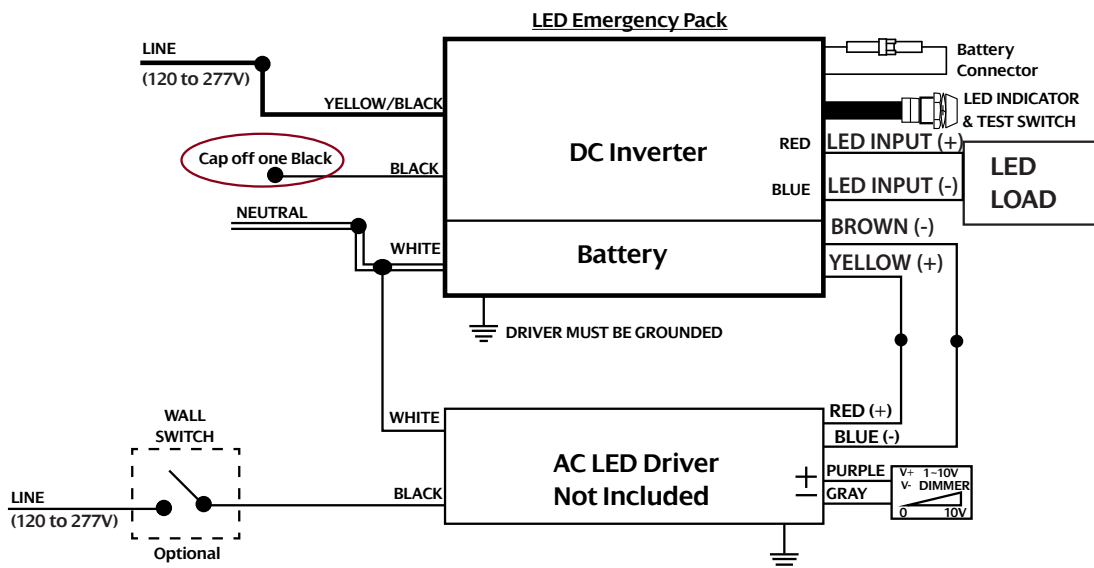 LED Emergency Pack
LINE
(120 to 277V)
YELLOW/BLACK
Cap off one Black
BLACK
NEUTRAL
WHITE
DC Inverter
Battery
RED
BLUE
Battery
Connector
LED INDICATOR
& TEST SWITCH
LED INPUT (+)
LED INPUT (-)
LED
LOAD
BROWN (-)
YELLOW (+)
DRIVER MUST BE GROUNDED
WALL
SWITCH
LINE
(120 to 277V)
Optional
WHITE
BLACK
AC LED Driver
Not Included
+
−
RED (+)
BLUE (-)
PURPLE
GRAY
V+ 1~10V
V- DIMMER
0 10V